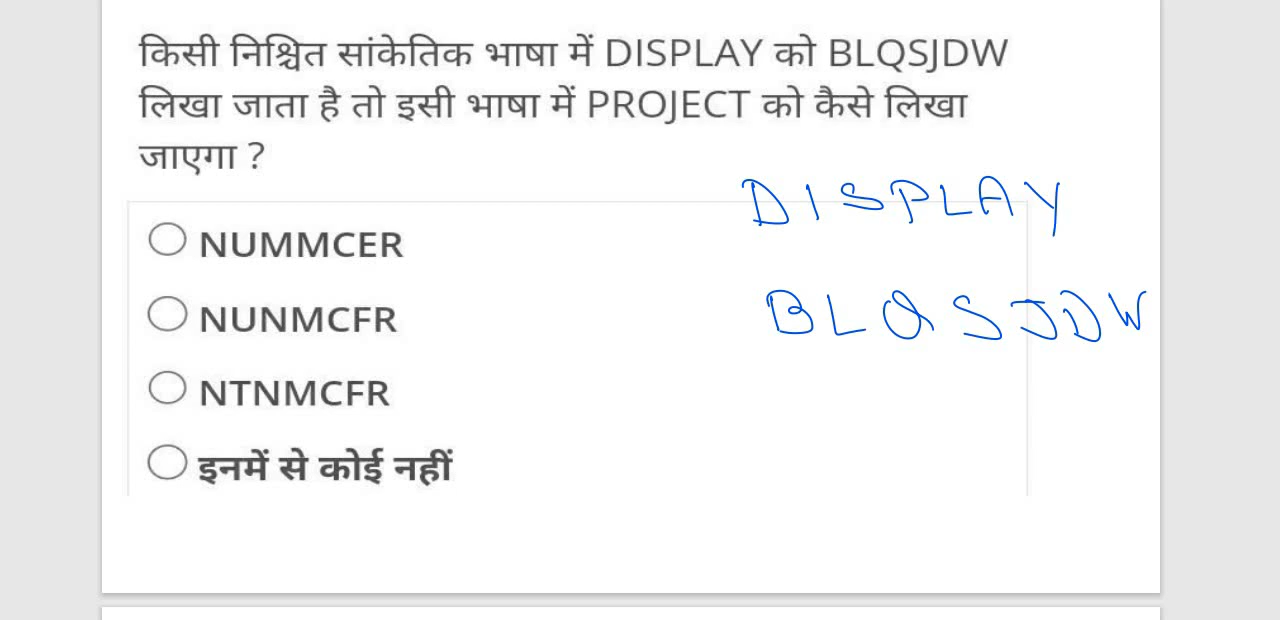 किसी निश्चित सांकेतिक भाषा में DISPLAY को BLQSJDW
लिखा जाता है तो इसी भाषा में PROJECT को कैसे लिखा
जाएगा ?
DISPLAY
NUMMCER
BLQSJDW
NUNMCFR
NTNMCFR
इनमें से कोई नहीं